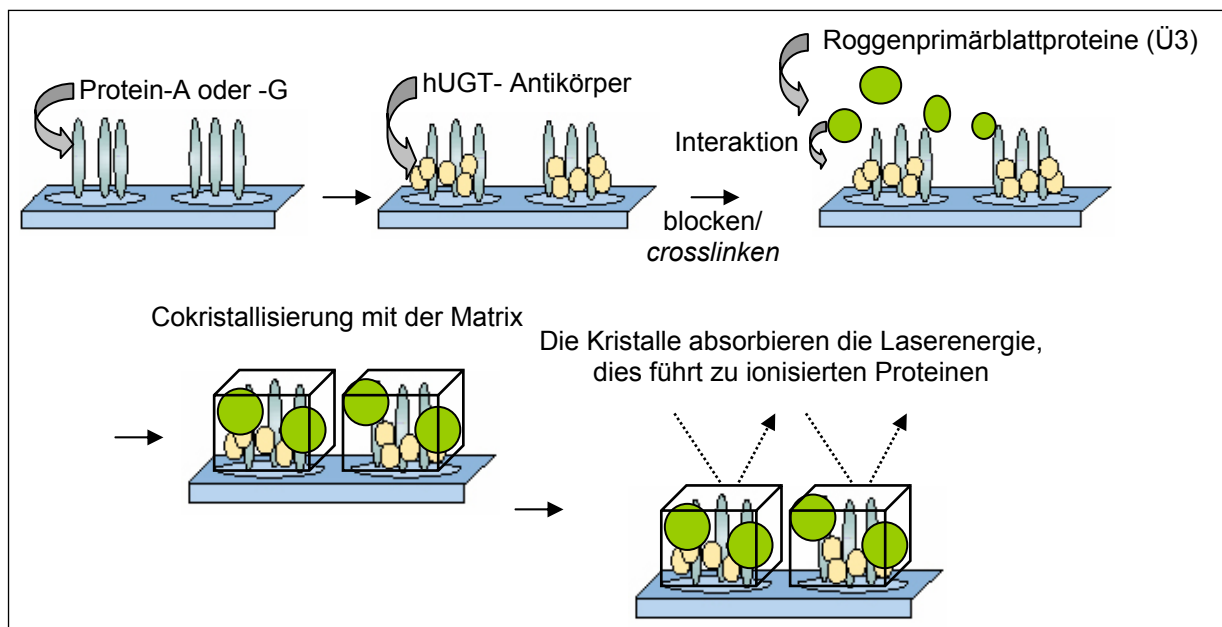 Protein-A oder -G
hUGT- Antikörper
Roggenprimärblattproteine (Ü3)
Interaktion
blocken/
crosslinken
Cokristallisierung mit der Matrix
Die Kristalle absorbieren die Laserenergie,
dies führt zu ionisierten Proteinen